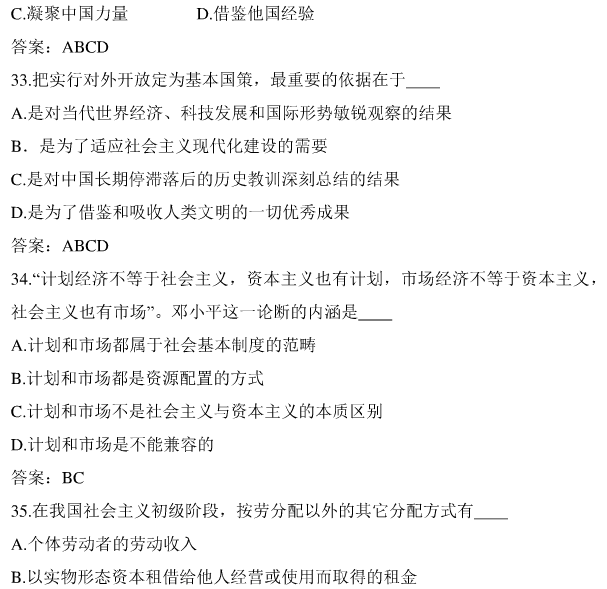 C.凝聚中国力量 D.借鉴他国经验
答案：ABCD
33.把实行对外开放定为基本国策，最重要的依据在于____
A.是对当代世界经济、科技发展和国际形势敏锐观察的结果
B．是为了适应社会主义现代化建设的需要
C.是对中国长期停滞落后的历史教训深刻总结的结果
D.是为了借鉴和吸收人类文明的一切优秀成果
答案：ABCD
34.“计划经济不等于社会主义，资本主义也有计划，市场经济不等于资本主义，
社会主义也有市场”。邓小平这一论断的内涵是____
A.计划和市场都属于社会基本制度的范畴
B.计划和市场都是资源配置的方式
C.计划和市场不是社会主义与资本主义的本质区别
D.计划和市场是不能兼容的
答案：BC
35.在我国社会主义初级阶段，按劳分配以外的其它分配方式有____
A.个体劳动者的劳动收入
B.以实物形态资本租借给他人经营或使用而取得的租金